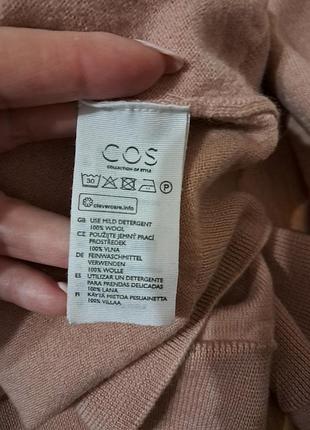 COS
COLLECTION OF STYLE
30 P
clevercare.info
GB USE MILD DETERGENT
100% WOOL
CZ POUŽIJTE JEMNÝ PRACÍ
PROSTŘEDEK
100% VLNA
DE FEINWASCHMITTEL
VERWENDEN
100% WOLLE
ES UTILIZAR UN DETERGENTE
PARA PRENDAS DELICADAS
100% LANA
FI KÄYTÄ HIETOA PESUAINETTA
100% VILLAA